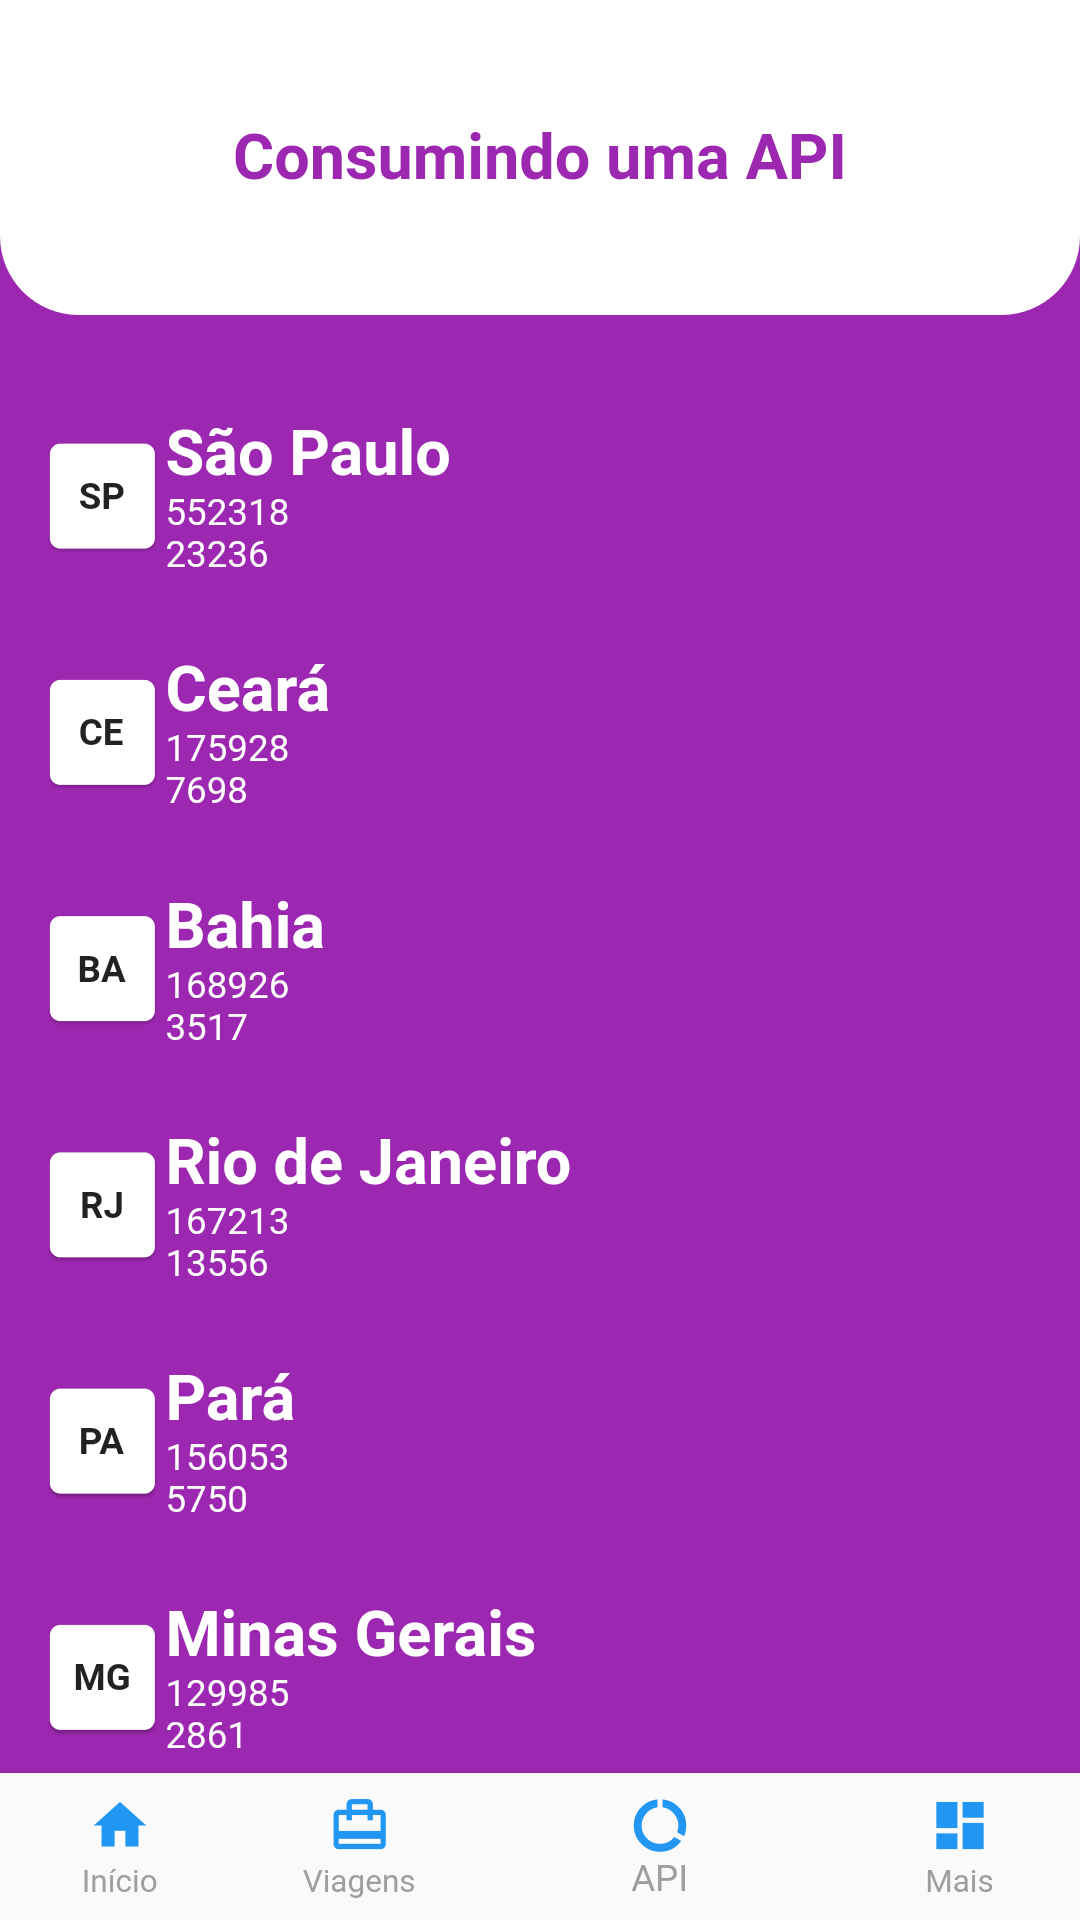 Consumindo uma API
SP
São Paulo
552318
23236
CE
Ceará
175928
7698
BA
Bahia
168926
3517
RJ
Rio de Janeiro
167213
13556
PA
Pará
156053
5750
MG
Minas Gerais
129985
2861
Início Viagens API Mais